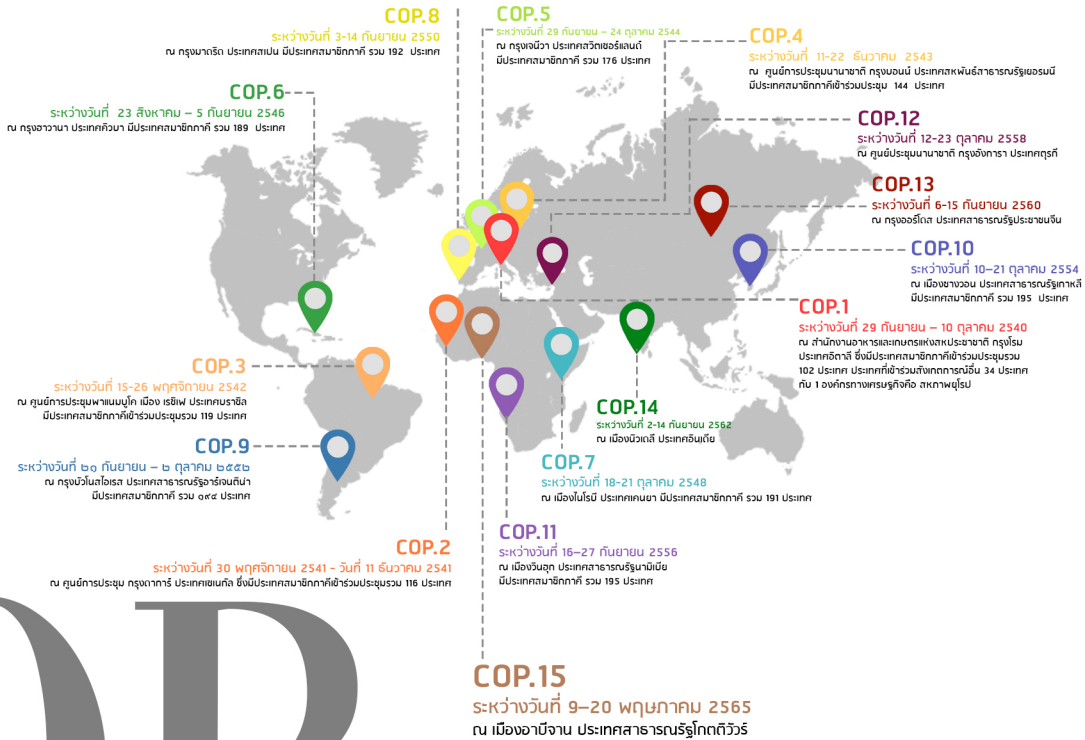 COP.8
ระหว่างวันที่ 3-14 กันยายน 2550
ณ กรุงมาดริด ประเทศสเปน มีประเทศสมาชิกภาคี รวม 192 ประเทศ
COP.5
ระหว่างวันที่ 29 กันยายน – 24 ตุลาคม 2544
ณ กรุงเจนีวา ประเทศสวิตเซอร์แลนด์
มีประเทศสมาชิกภาคี รวม 176 ประเทศ
COP.4
ระหว่างวันที่ 11-22 ธันวาคม 2543
ณ ศูนย์การประชุมนานาชาติ กรุงบอนน์ ประเทศสหพันธ์สาธารณรัฐเยอรมนี
มีประเทศสมาชิกภาคีเข้าร่วมประชุม 144 ประเทศ
COP.6
ระหว่างวันที่ 23 สิงหาคม – 5 กันยายน 2546
ณ กรุงฮาวานา ประเทศคิวบา มีประเทศสมาชิกภาคี รวม 189 ประเทศ
COP.12
ระหว่างวันที่ 12-23 ตุลาคม 2558
ณ ศูนย์ประชุมนานาชาติ กรุงอังการา ประเทศตุรกี
COP.13
ระหว่างวันที่ 6-15 กันยายน 2560
ณ กรุงออร์โดส ประเทศสาธารณรัฐประชาชนจีน
COP.10
ระหว่างวันที่ 10–21 ตุลาคม 2554
ณ เมืองชางวอน ประเทศสาธารณรัฐเกาหลี
มีประเทศสมาชิกภาคี รวม 195 ประเทศ
COP.1
ระหว่างวันที่ 29 กันยายน – 10 ตุลาคม 2540
ณ สำนักงานอาหารและเกษตรแห่งสหประชาชาติ กรุงโรม
ประเทศอิตาลี ซึ่งมีประเทศสมาชิกภาคีเข้าร่วมประชุมรวม
102 ประเทศ ประเทศที่เข้าร่วมสังเกตการณ์อื่น 34 ประเทศ
กับ 1 องค์กรทางเศรษฐกิจคือ สหภาพยุโรป
COP.3
ระหว่างวันที่ 15-26 พฤศจิกายน 2542
ณ ศูนย์การประชุมพาแนมบูโค เมือง เรซิเฟ ประเทศบราซิล
มีประเทศสมาชิกภาคีเข้าร่วมประชุมรวม 119 ประเทศ
COP.14
ระหว่างวันที่ 2-14 กันยายน 2562
ณ เมืองนิวเดลี ประเทศอินเดีย
COP.9
ระหว่างวันที่ ๒๑ กันยายน – ๒ ตุลาคม ๒๕๕๒
ณ กรุงบัวโนสไอเรส ประเทศสาธารณรัฐอาร์เจนตินา
มีประเทศสมาชิกภาคี รวม ๑๙๔ ประเทศ
COP.7
ระหว่างวันที่ 18-21 ตุลาคม 2548
ณ เมืองไนโรบี ประเทศเคนยา มีประเทศสมาชิกภาคี รวม 191 ประเทศ
COP.2
ระหว่างวันที่ 30 พฤศจิกายน 2541 - วันที่ 11 ธันวาคม 2541
ณ ศูนย์การประชุม กรุงดาการ์ ประเทศเซเนกัล ซึ่งมีประเทศสมาชิกภาคีเข้าร่วมประชุมรวม 116 ประเทศ
COP.11
ระหว่างวันที่ 16–27 กันยายน 2556
ณ เมืองวินฮุก ประเทศสาธารณรัฐนามิเบีย
มีประเทศสมาชิกภาคี รวม 195 ประเทศ
COP.15
ระหว่างวันที่ 9–20 พฤษภาคม 2565
ณ เมืองอาบีจาน ประเทศสาธารณรัฐโกตดิวัวร์